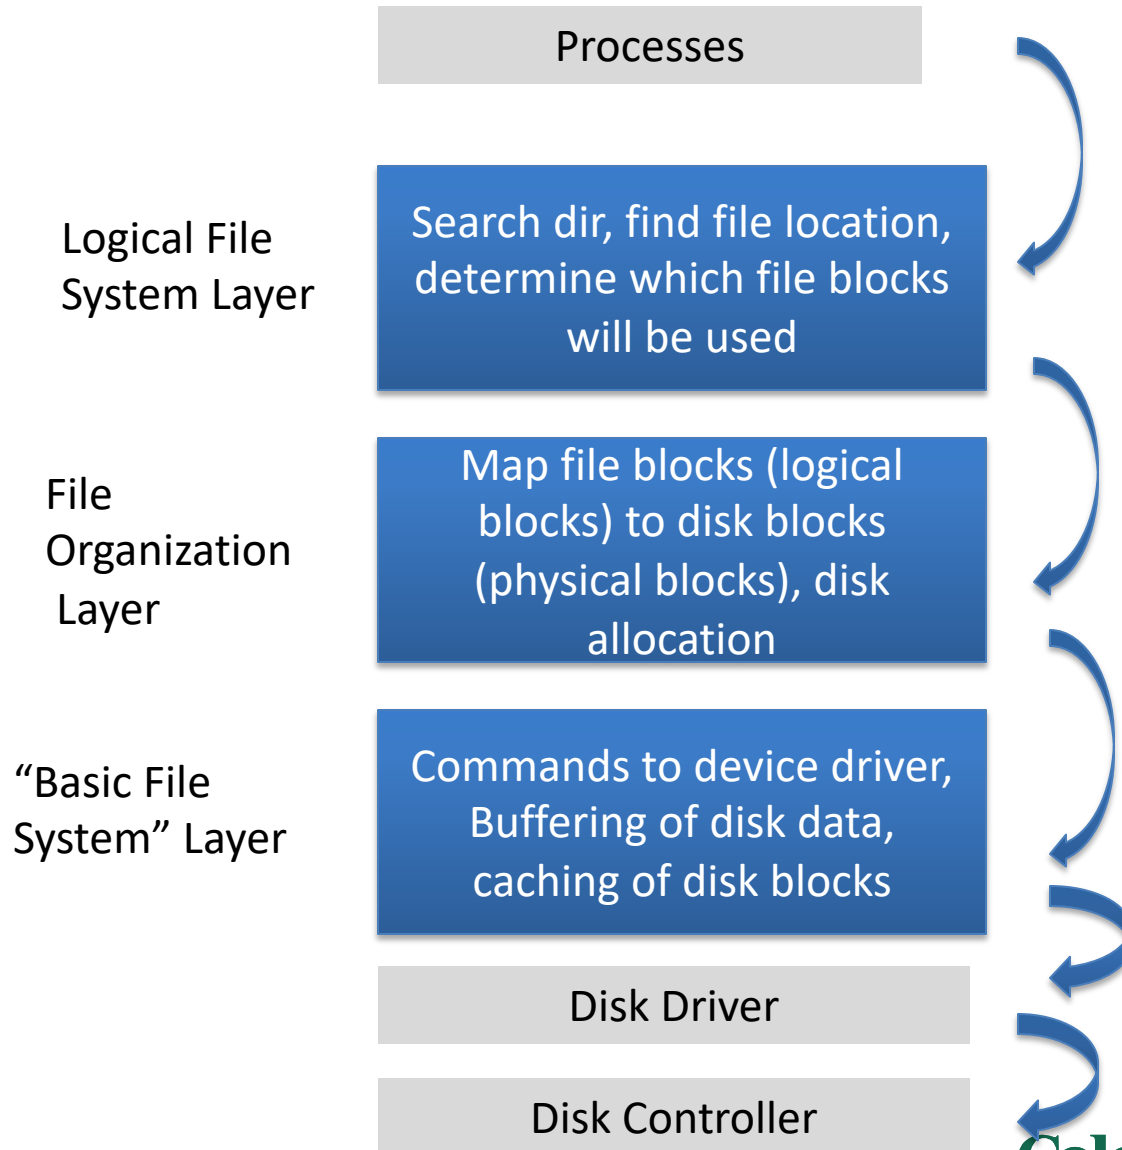 Processes
Logical File
System Layer
Search dir, find file location,
determine which file blocks
will be used
File
Organization
Layer
Map file blocks (logical
blocks) to disk blocks
(physical blocks), disk
allocation
“Basic File
System” Layer
Commands to device driver,
Buffering of disk data,
caching of disk blocks
Disk Driver
Disk Controller